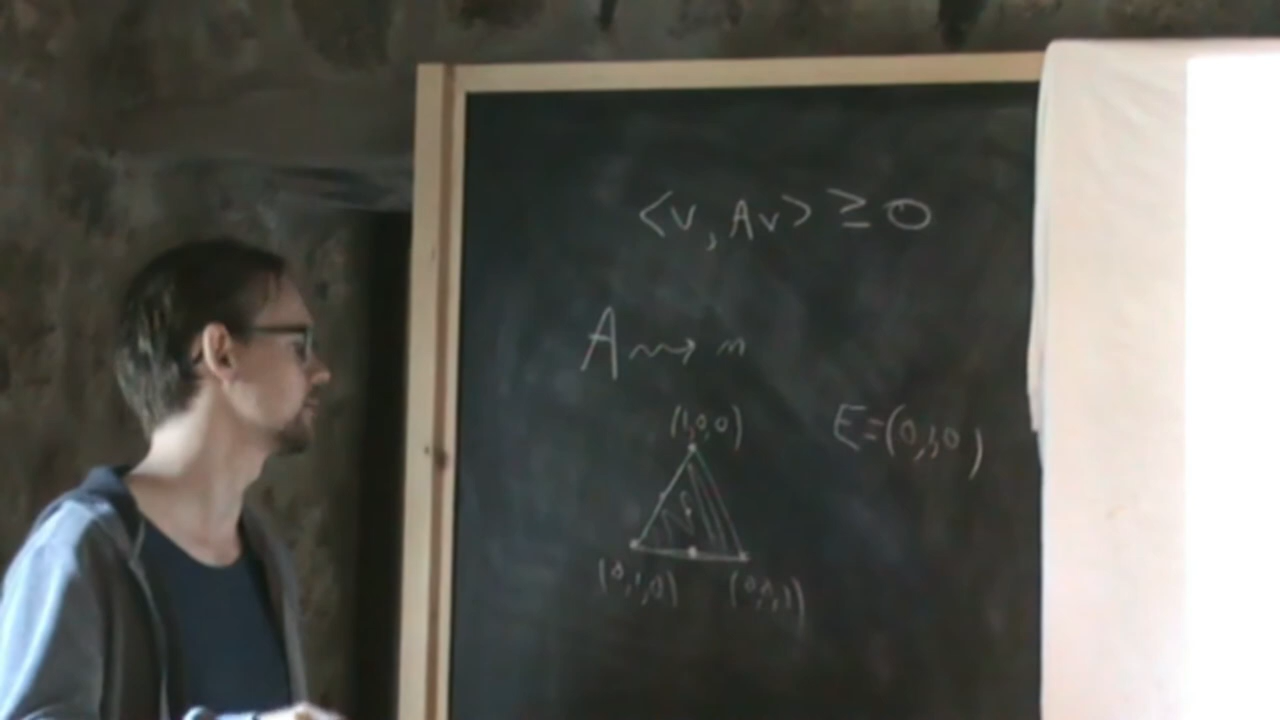 <v, Av> ≥ 0
A ⇝ n
(1,0,0)
E=(0,1,0)
(0,1,0) (0,0,1)